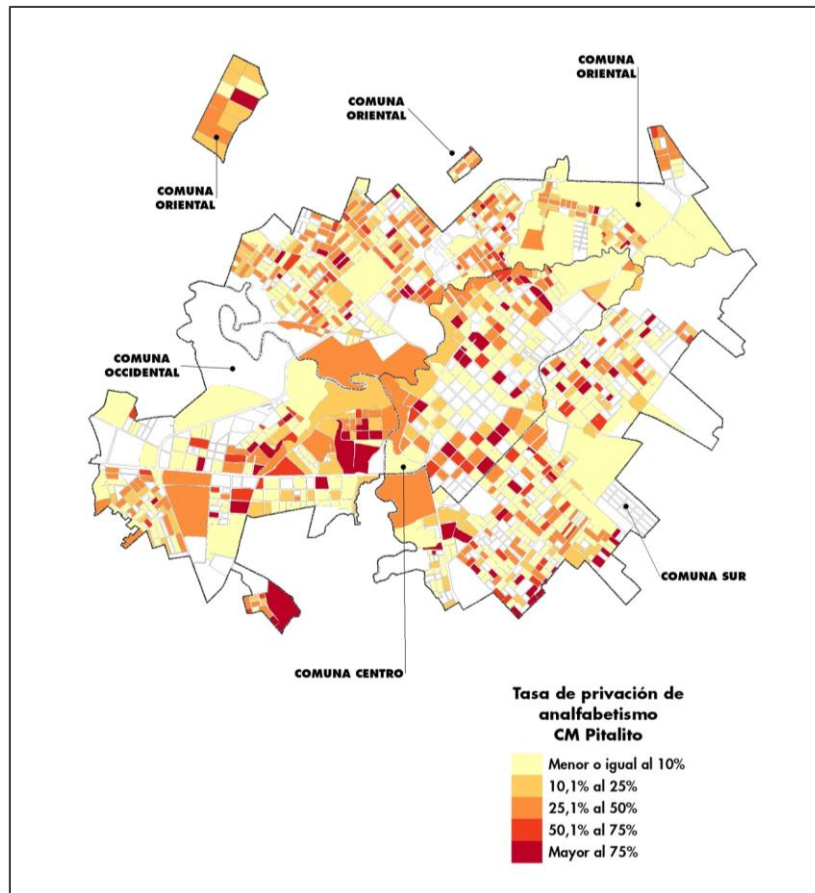 COMUNA
ORIENTAL
COMUNA
ORIENTAL
COMUNA
ORIENTAL
COMUNA
OCCIDENTAL
COMUNA SUR
COMUNA CENTRO
Tasa de privación de
analfabetismo
CM Pitalito
Menor o igual al 10%
10,1% al 25%
25,1% al 50%
50,1% al 75%
Mayor al 75%